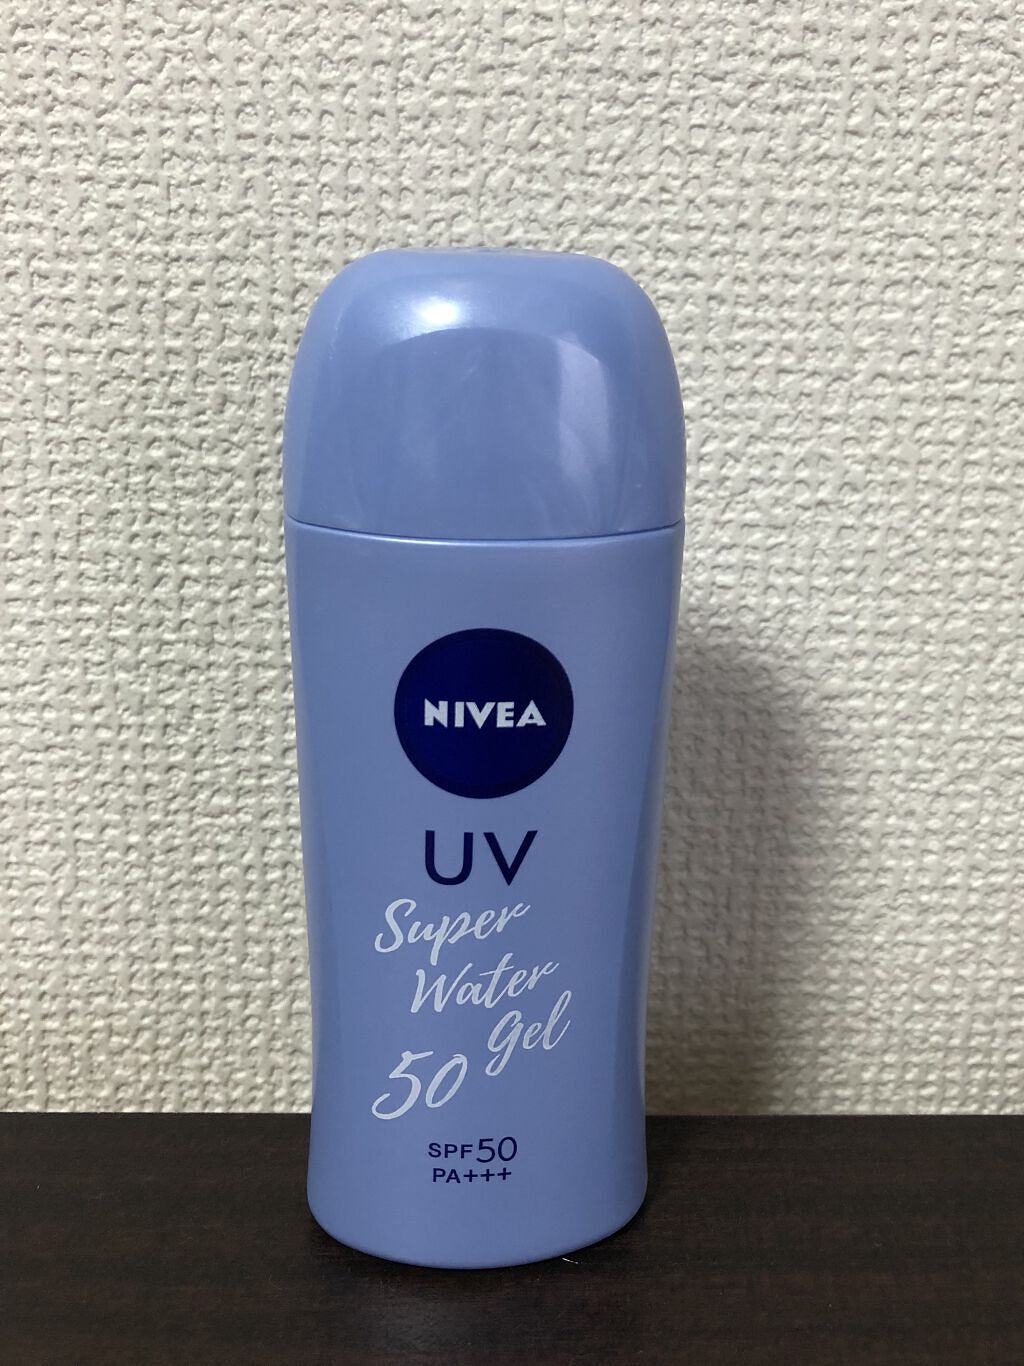 NIVEA
UV
Super
Water
Gel
50
SPF50
PA+++